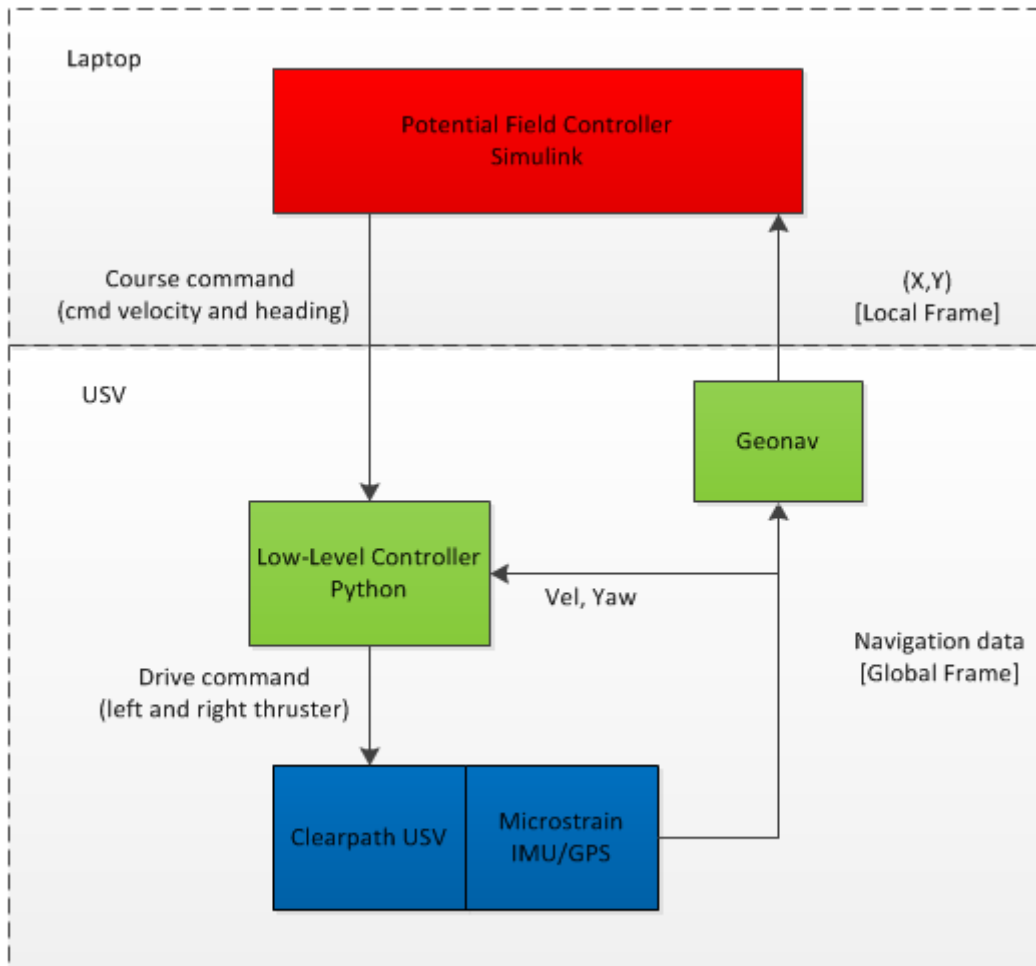 Laptop
Potential Field Controller
Simulink
Course command
(cmd velocity and heading)
(X,Y)
[Local Frame]
USV
Geonav
Low-Level Controller
Python
Vel, Yaw
Navigation data
[Global Frame]
Drive command
(left and right thruster)
Clearpath USV
Microstrain
IMU/GPS